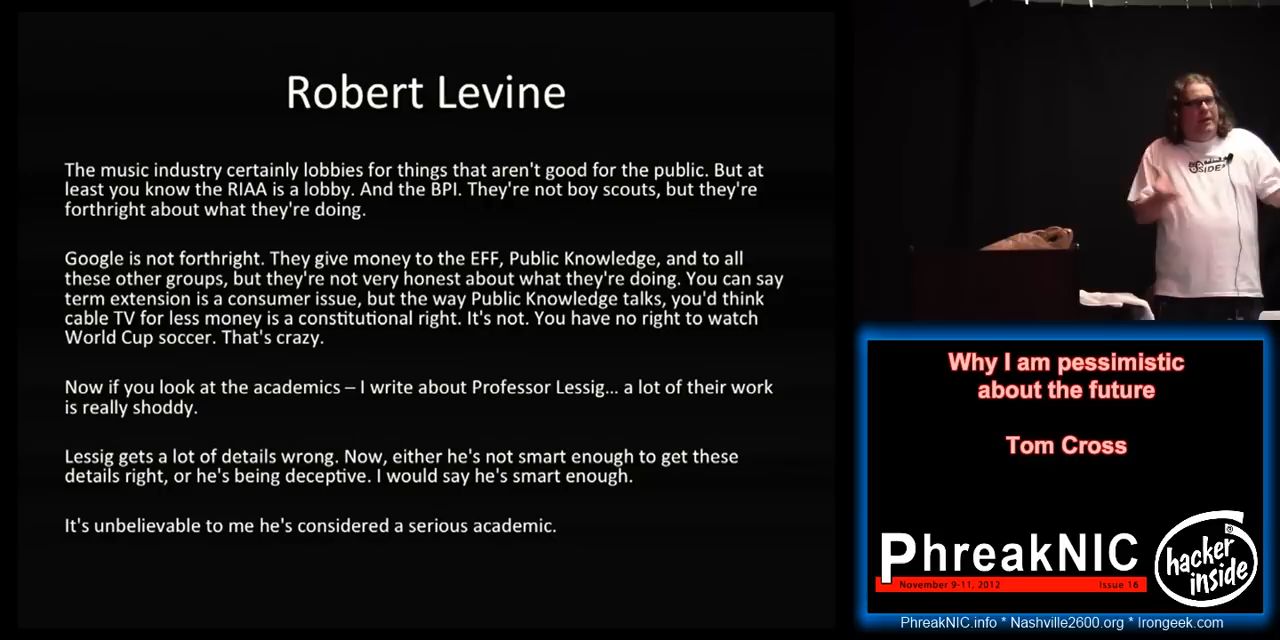 Robert Levine
The music industry certainly lobbies for things that aren't good for the public. But at
least you know the RIAA is a lobby. And the BPI. They're not boy scouts, but they're
forthright about what they're doing.
Google is not forthright. They give money to the EFF, Public Knowledge, and to all
these other groups, but they're not very honest about what they're doing. You can say
term extension is a consumer issue, but the way Public Knowledge talks, you'd think
cable TV for less money is a constitutional right. It's not. You have no right to watch
World Cup soccer. That's crazy.
Now if you look at the academics – I write about Professor Lessig... a lot of their work
is really shoddy.
Lessig gets a lot of details wrong. Now, either he's not smart enough to get these
details right, or he's being deceptive. I would say he's smart enough.
It's unbelievable to me he's considered a serious academic.
Why I am pessimistic
about the future
Tom Cross
PhreakNIC
November 9-11, 2012 Issue 16
hacker
inside
PhreakNIC.info * Nashville2600.org * Irongeek.com